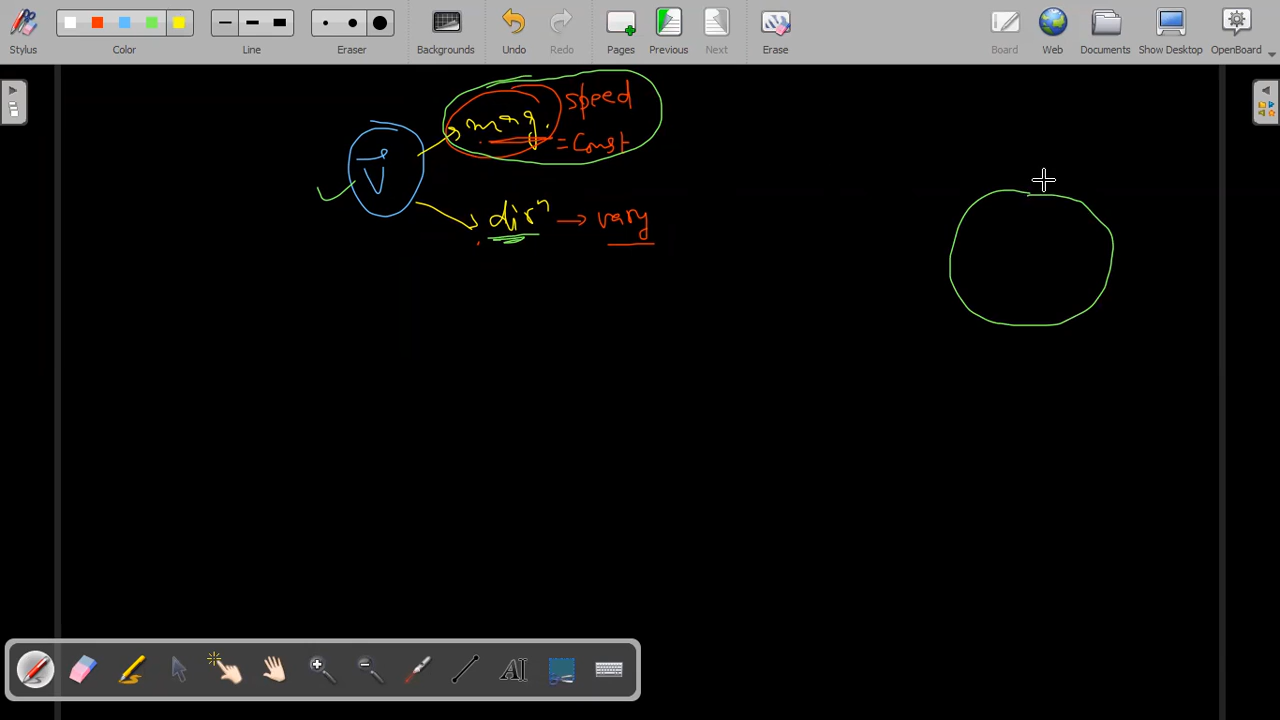 Stylus
Color
Line
Eraser
Backgrounds
Undo
Redo
Pages
Previous
Next
Erase
Board
Web
Documents
Show Desktop
OpenBoard
mag. speed
= Const
V
dirⁿ → vary
AI